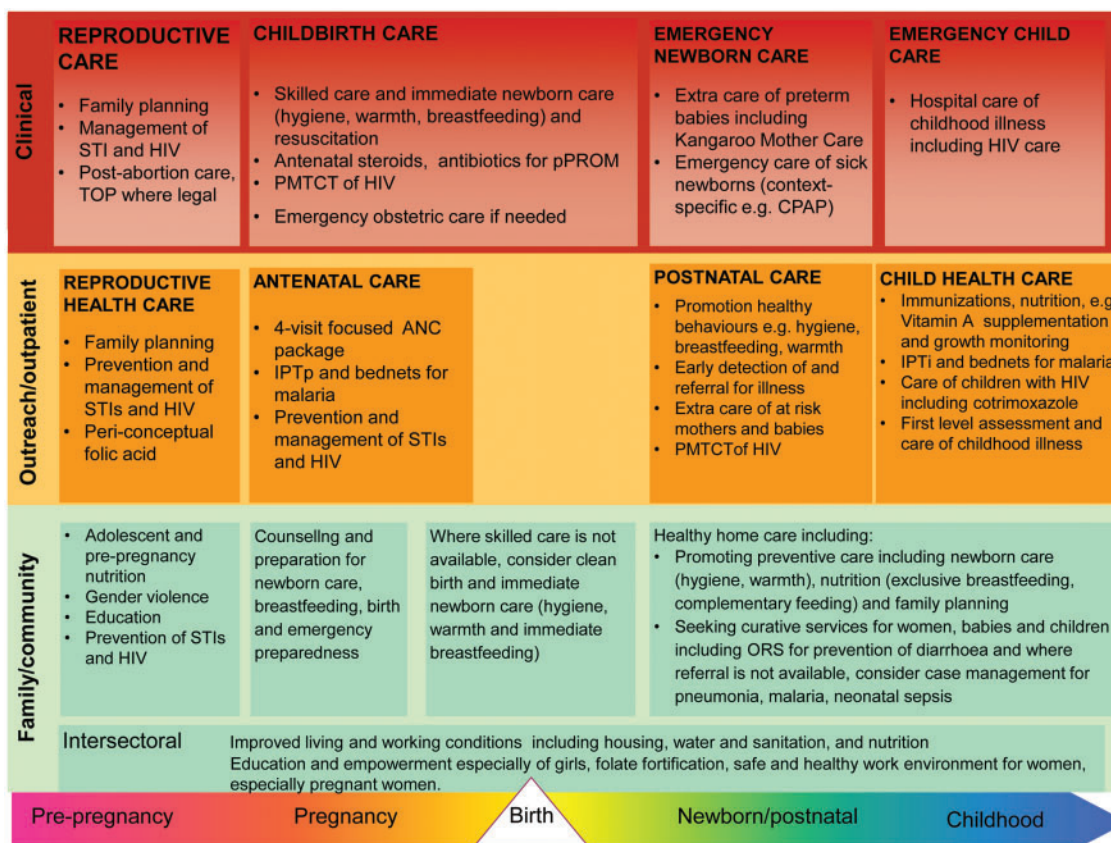 Clinical
REPRODUCTIVE
CARE
• Family planning
• Management of
STI and HIV
• Post-abortion care,
TOP where legal
CHILDBIRTH CARE
• Skilled care and immediate newborn care
(hygiene, warmth, breastfeeding) and
resuscitation
• Antenatal steroids, antibiotics for pPROM
• PMTCT of HIV
• Emergency obstetric care if needed
EMERGENCY
NEWBORN CARE
• Extra care of preterm
babies including
Kangaroo Mother Care
• Emergency care of sick
newborns (context-
specific e.g. CPAP)
EMERGENCY CHILD
CARE
• Hospital care of
childhood illness
including HIV care
Outreach/outpatient
REPRODUCTIVE
HEALTH CARE
• Family planning
• Prevention and
management of
STIs and HIV
• Peri-conceptual
folic acid
ANTENATAL CARE
• 4-visit focused ANC
package
• IPTp and bednets for
malaria
• Prevention and
management of STIs
and HIV
POSTNATAL CARE
• Promotion healthy
behaviours e.g. hygiene,
breastfeeding, warmth
• Early detection of and
referral for illness
• Extra care of at risk
mothers and babies
• PMTCTof HIV
CHILD HEALTH CARE
• Immunizations, nutrition, e.g
Vitamin A supplementation
and growth monitoring
• IPTi and bednets for malaria
• Care of children with HIV
including cotrimoxazole
• First level assessment and
care of childhood illness
Family/community
• Adolescent and
pre-pregnancy
nutrition
• Gender violence
• Education
• Prevention of STIs
and HIV
Counsellng and
preparation for
newborn care,
breastfeeding, birth
and emergency
preparedness
Where skilled care is not
available, consider clean
birth and immediate
newborn care (hygiene,
warmth and immediate
breastfeeding)
Healthy home care including:
• Promoting preventive care including newborn care
(hygiene, warmth), nutrition (exclusive breastfeeding,
complementary feeding) and family planning
• Seeking curative services for women, babies and children
including ORS for prevention of diarrhoea and where
referral is not available, consider case management for
pneumonia, malaria, neonatal sepsis
Intersectoral
Improved living and working conditions including housing, water and sanitation, and nutrition
Education and empowerment especially of girls, folate fortification, safe and healthy work environment for women,
especially pregnant women.
Pre-pregnancy
Pregnancy
Birth
Newborn/postnatal
Childhood